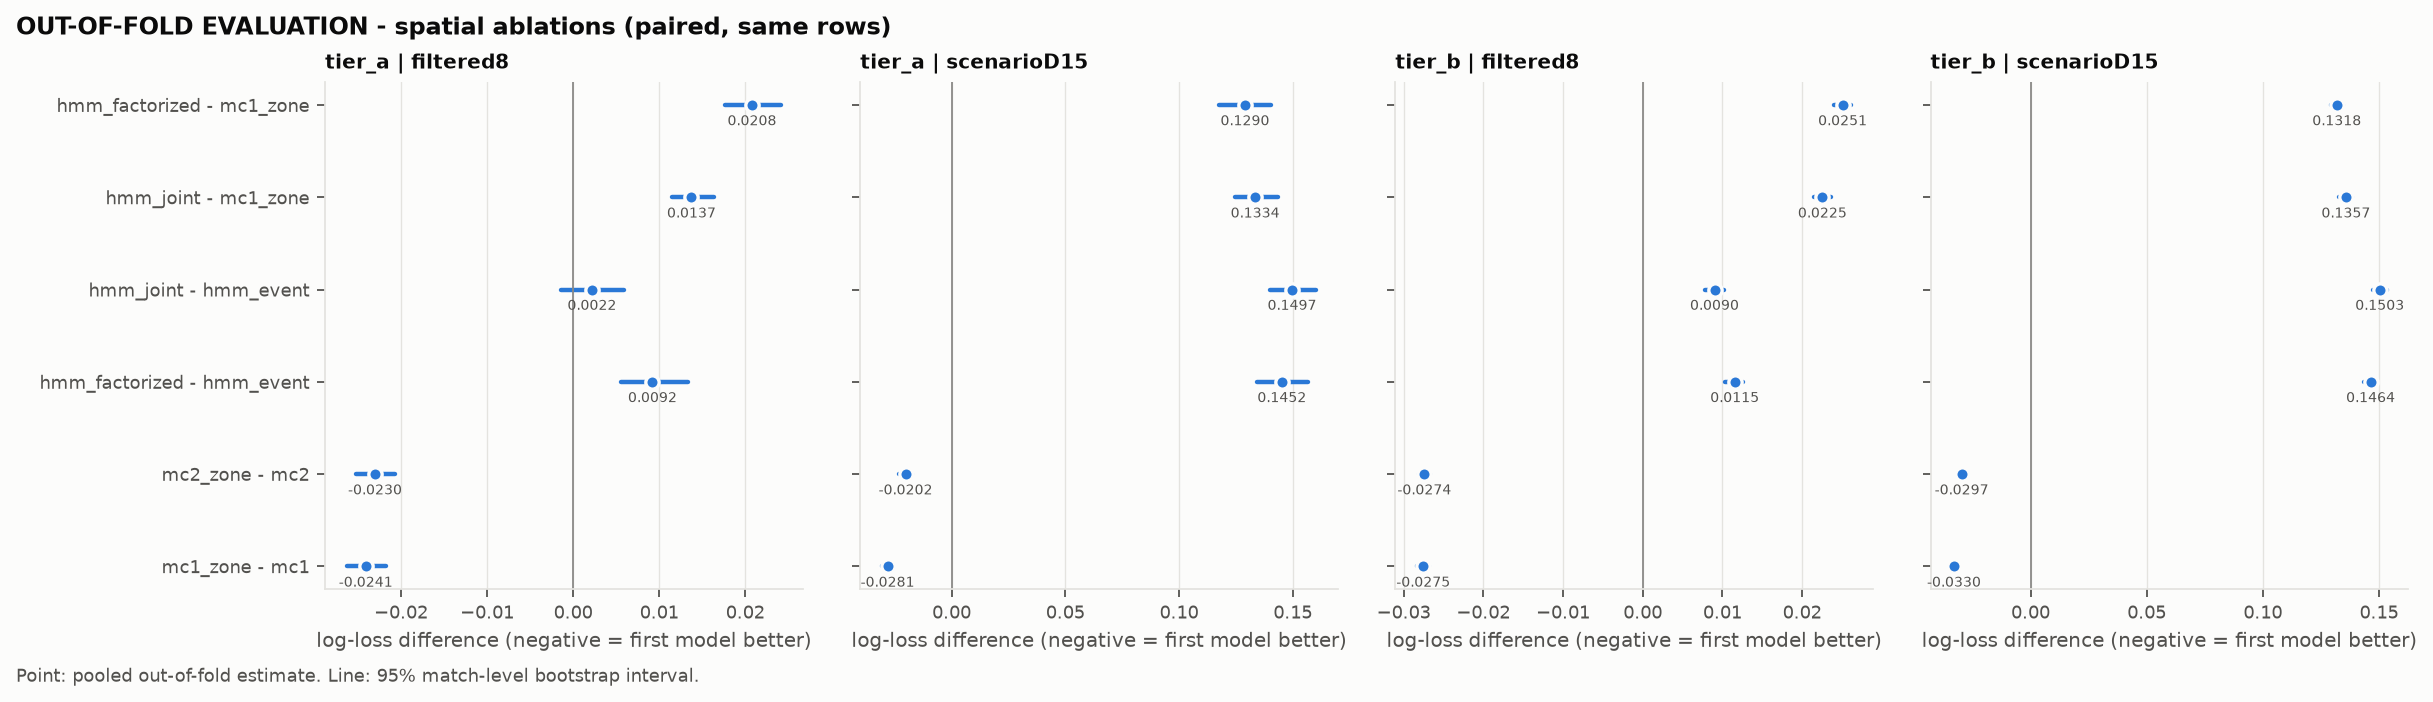 OUT-OF-FOLD EVALUATION - spatial ablations (paired, same rows)
tier_a | filtered8
tier_a | scenarioD15
tier_b | filtered8
tier_b | scenarioD15
hmm_factorized - mc1_zone
0.0208
0.1290
0.0251
0.1318
hmm_joint - mc1_zone
0.0137
0.1334
0.0225
0.1357
hmm_joint - hmm_event
0.0022
0.1497
0.0090
0.1503
hmm_factorized - hmm_event
0.0092
0.1452
0.0115
0.1464
mc2_zone - mc2
-0.0230
-0.0202
-0.0274
-0.0297
mc1_zone - mc1
-0.0241
-0.0281
-0.0275
-0.0330
−0.02 −0.01 0.00 0.01 0.02
0.00 0.05 0.10 0.15
−0.03 −0.02 −0.01 0.00 0.01 0.02
0.00 0.05 0.10 0.15
log-loss difference (negative = first model better)
log-loss difference (negative = first model better)
log-loss difference (negative = first model better)
log-loss difference (negative = first model better)
Point: pooled out-of-fold estimate. Line: 95% match-level bootstrap interval.